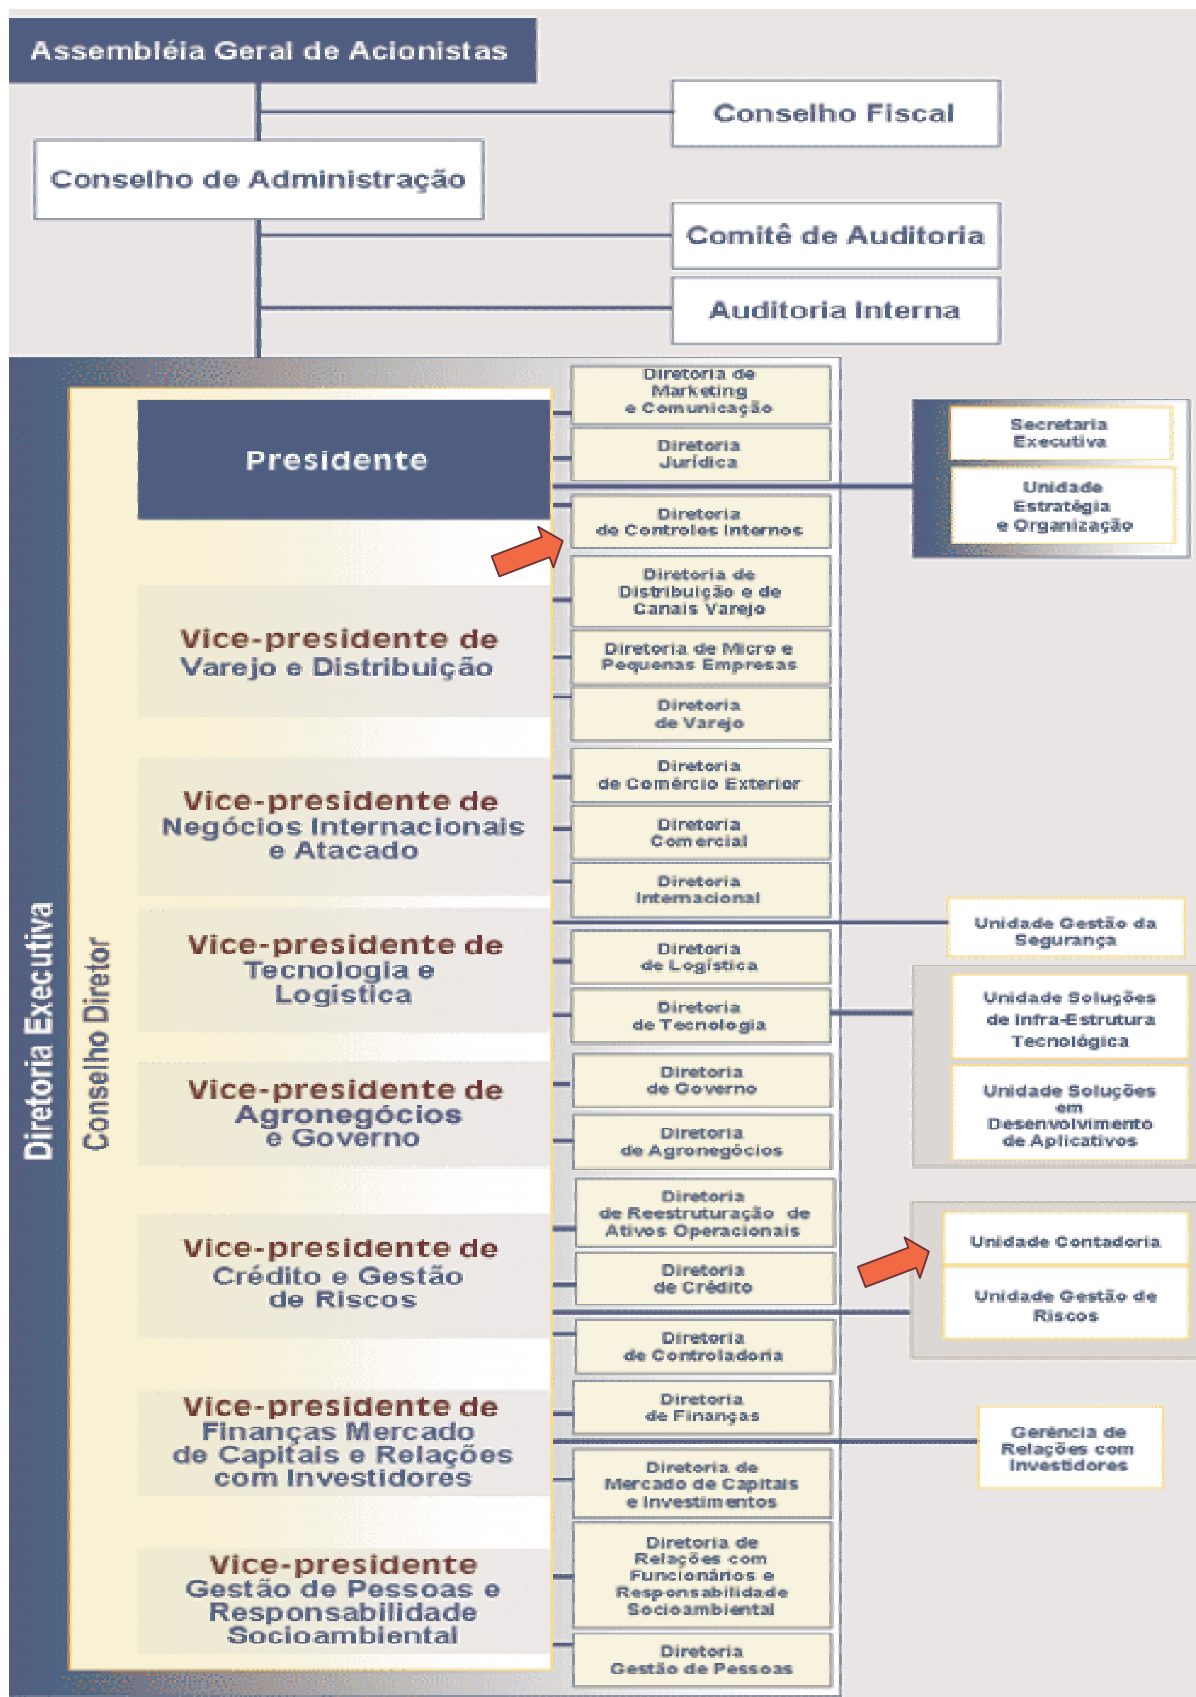 Assembléia Geral de Acionistas
Conselho Fiscal
Conselho de Administração
Comitê de Auditoria
Auditoria Interna
Diretoria Executiva
Conselho Diretor
Presidente
Diretoria de
Marketing
e Comunicação
Diretoria
Jurídica
Diretoria
de Controles Internos
Secretaria
Executiva
Unidade
Estratégia
e Organização
Vice-presidente de
Varejo e Distribuição
Diretoria de
Distribuição e de
Canais Varejo
Diretoria de Micro e
Pequenas Empresas
Diretoria
de Varejo
Vice-presidente de
Negócios Internacionais
e Atacado
Diretoria
de Comércio Exterior
Diretoria
Comercial
Diretoria
Internacional
Vice-presidente de
Tecnologia e
Logística
Diretoria
de Logística
Diretoria
de Tecnologia
Unidade Gestão da
Segurança
Unidade Soluções
de Infra-Estrutura
Tecnológica
Unidade Soluções
em
Desenvolvimento
de Aplicativos
Vice-presidente de
Agronegócios
e Governo
Diretoria
de Governo
Diretoria
de Agronegócios
Vice-presidente de
Crédito e Gestão
de Riscos
Diretoria
de Reestruturação de
Ativos Operacionais
Diretoria
de Crédito
Diretoria
de Controladoria
Unidade Contadoria
Unidade Gestão de
Riscos
Vice-presidente de
Finanças Mercado
de Capitais e Relações
com Investidores
Diretoria
de Finanças
Diretoria de
Mercado de Capitais
e Investimentos
Gerência de
Relações com
Investidores
Vice-presidente
Gestão de Pessoas e
Responsabilidade
Socioambiental
Diretoria de
Relações com
Funcionários e
Responsabilidade
Socioambiental
Diretoria
Gestão de Pessoas